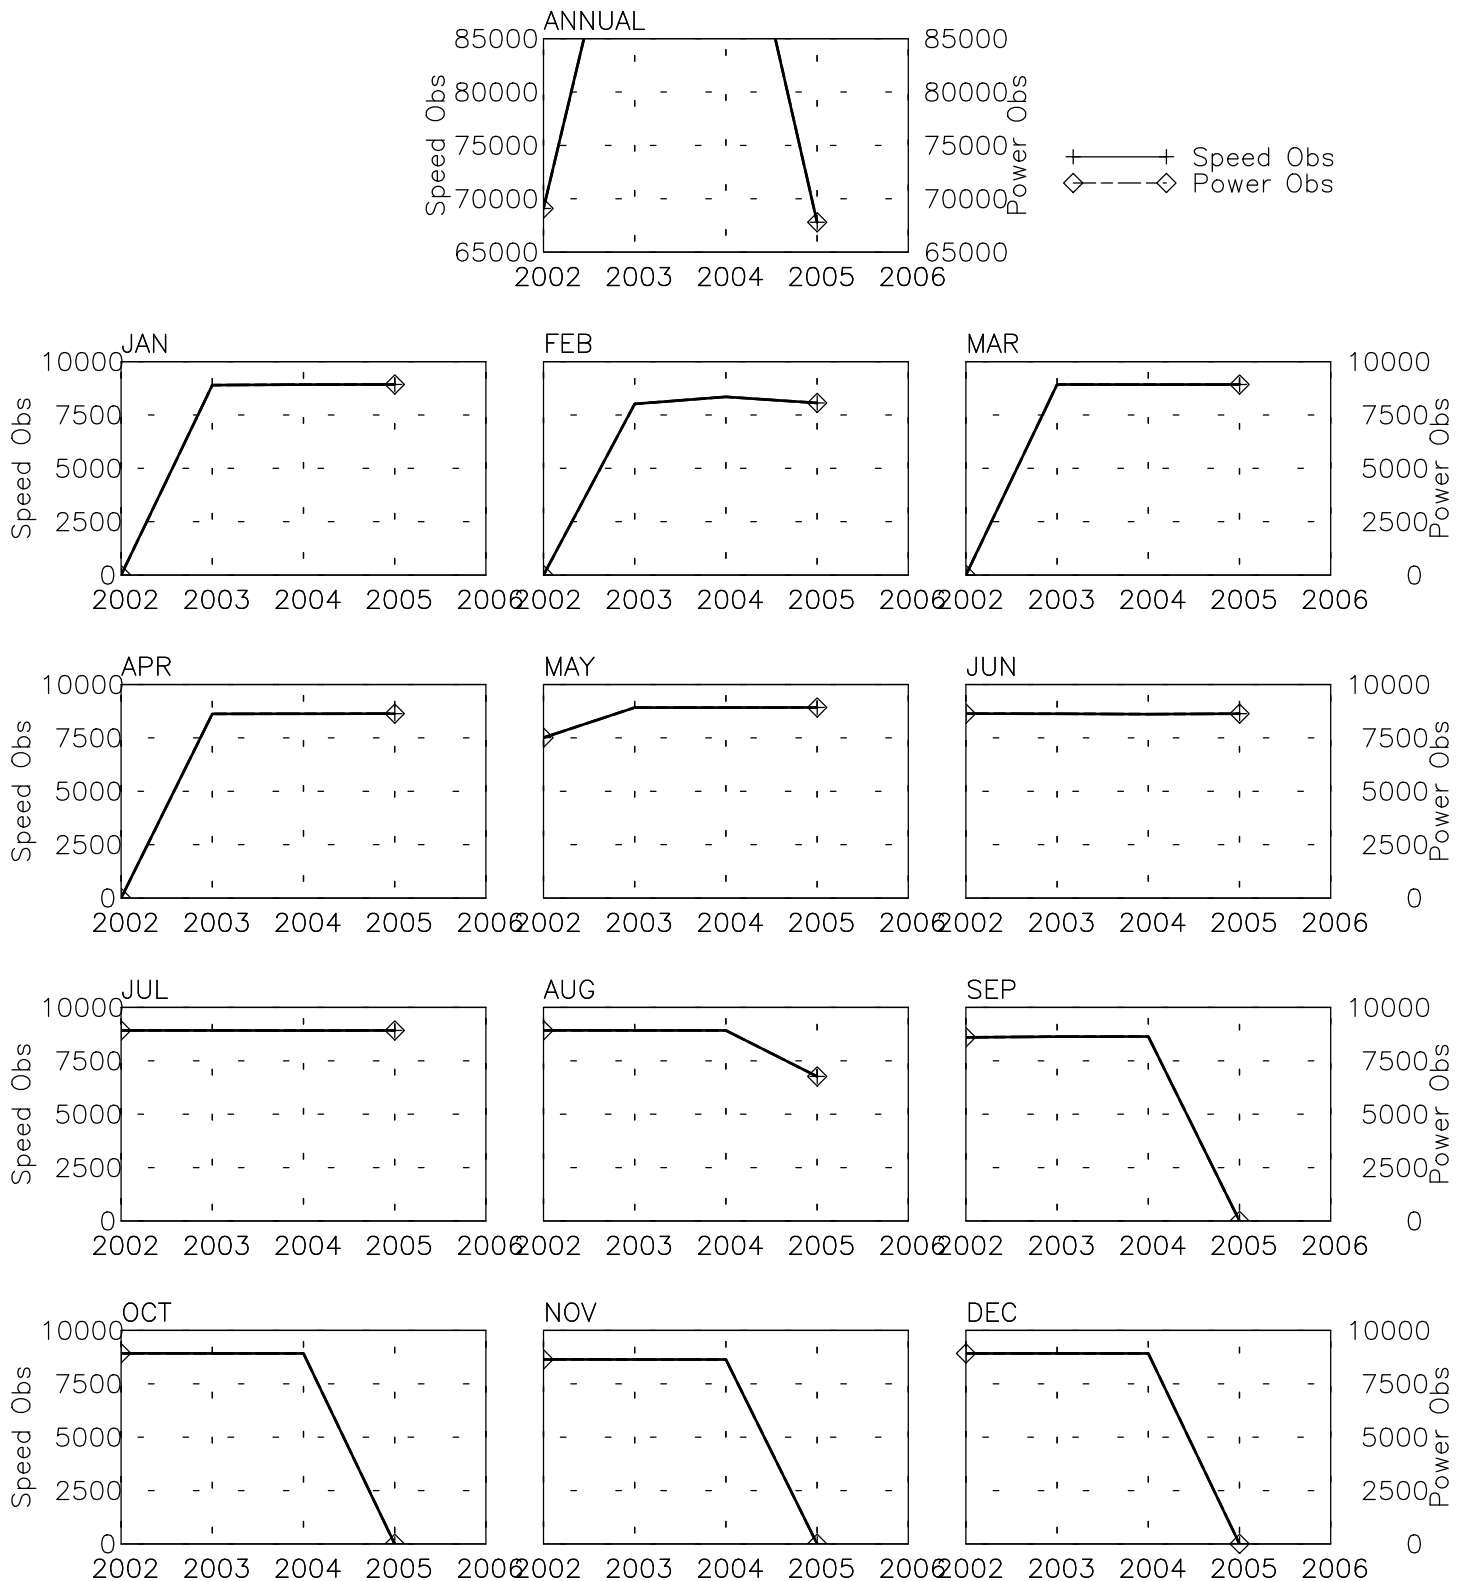 ANNUAL
85000 85000
80000 80000
75000 75000
70000 70000
65000 65000
Speed Obs
Power Obs
2002 2003 2004 2005 2006
Speed Obs
Power Obs
JAN FEB MAR
10000 10000
7500 7500
5000 5000
2500 2500
0 0
Speed Obs
Power Obs
2002 2003 2004 2005 2006 2002 2003 2004 2005 2006 2002 2003 2004 2005 2006
APR MAY JUN
10000 10000
7500 7500
5000 5000
2500 2500
0 0
Speed Obs
Power Obs
2002 2003 2004 2005 2006 2002 2003 2004 2005 2006 2002 2003 2004 2005 2006
JUL AUG SEP
10000 10000
7500 7500
5000 5000
2500 2500
0 0
Speed Obs
Power Obs
2002 2003 2004 2005 2006 2002 2003 2004 2005 2006 2002 2003 2004 2005 2006
OCT NOV DEC
10000 10000
7500 7500
5000 5000
2500 2500
0 0
Speed Obs
Power Obs
2002 2003 2004 2005 2006 2002 2003 2004 2005 2006 2002 2003 2004 2005 2006